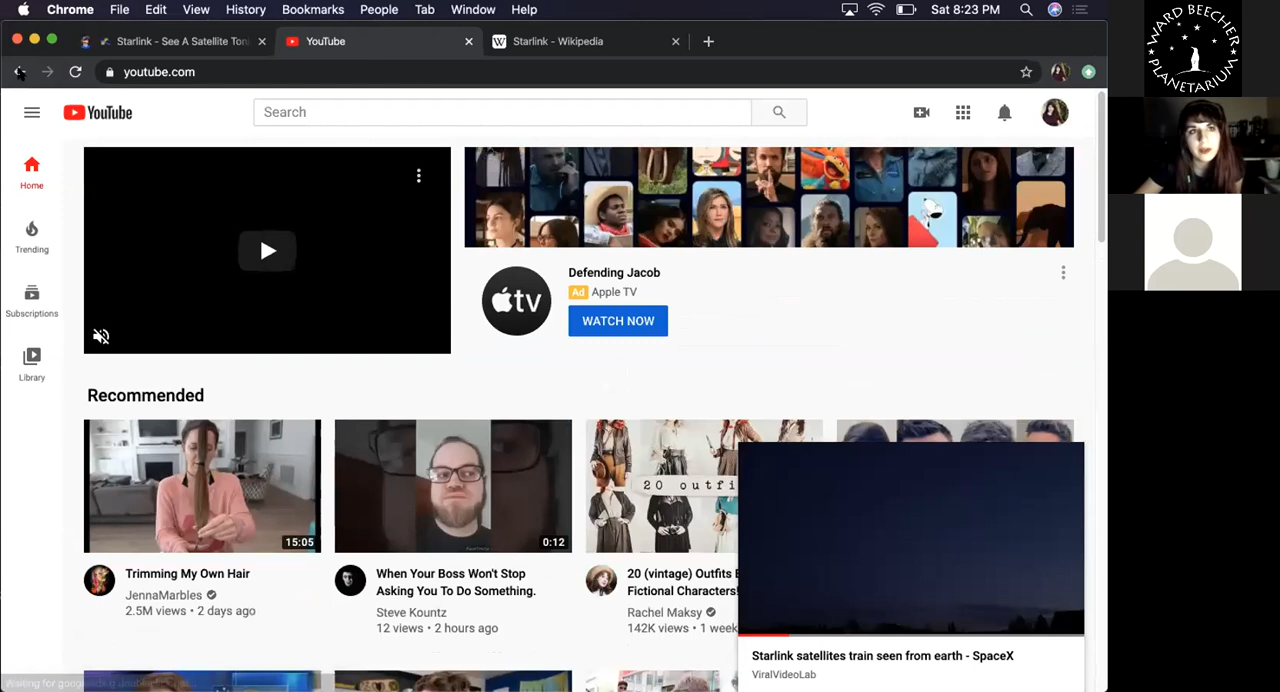 Chrome File Edit View History Bookmarks People Tab Window Help
Sat 8:23 PM
Starlink - See A Satellite Toni
YouTube
Starlink - Wikipedia
youtube.com
YouTube
Search
Home
Trending
Subscriptions
Library
Defending Jacob
Ad Apple TV
WATCH NOW
tv
Recommended
15:05
0:12
20 outfi
Trimming My Own Hair
JennaMarbles
2.5M views • 2 days ago
When Your Boss Won't Stop
Asking You To Do Something.
Steve Kountz
12 views • 2 hours ago
20 (vintage) Outfits
Fictional Characters!
Rachel Maksy
142K views • 1 week
Starlink satellites train seen from earth - SpaceX
ViralVideoLab
WARD BEECHER
PLANETARIUM